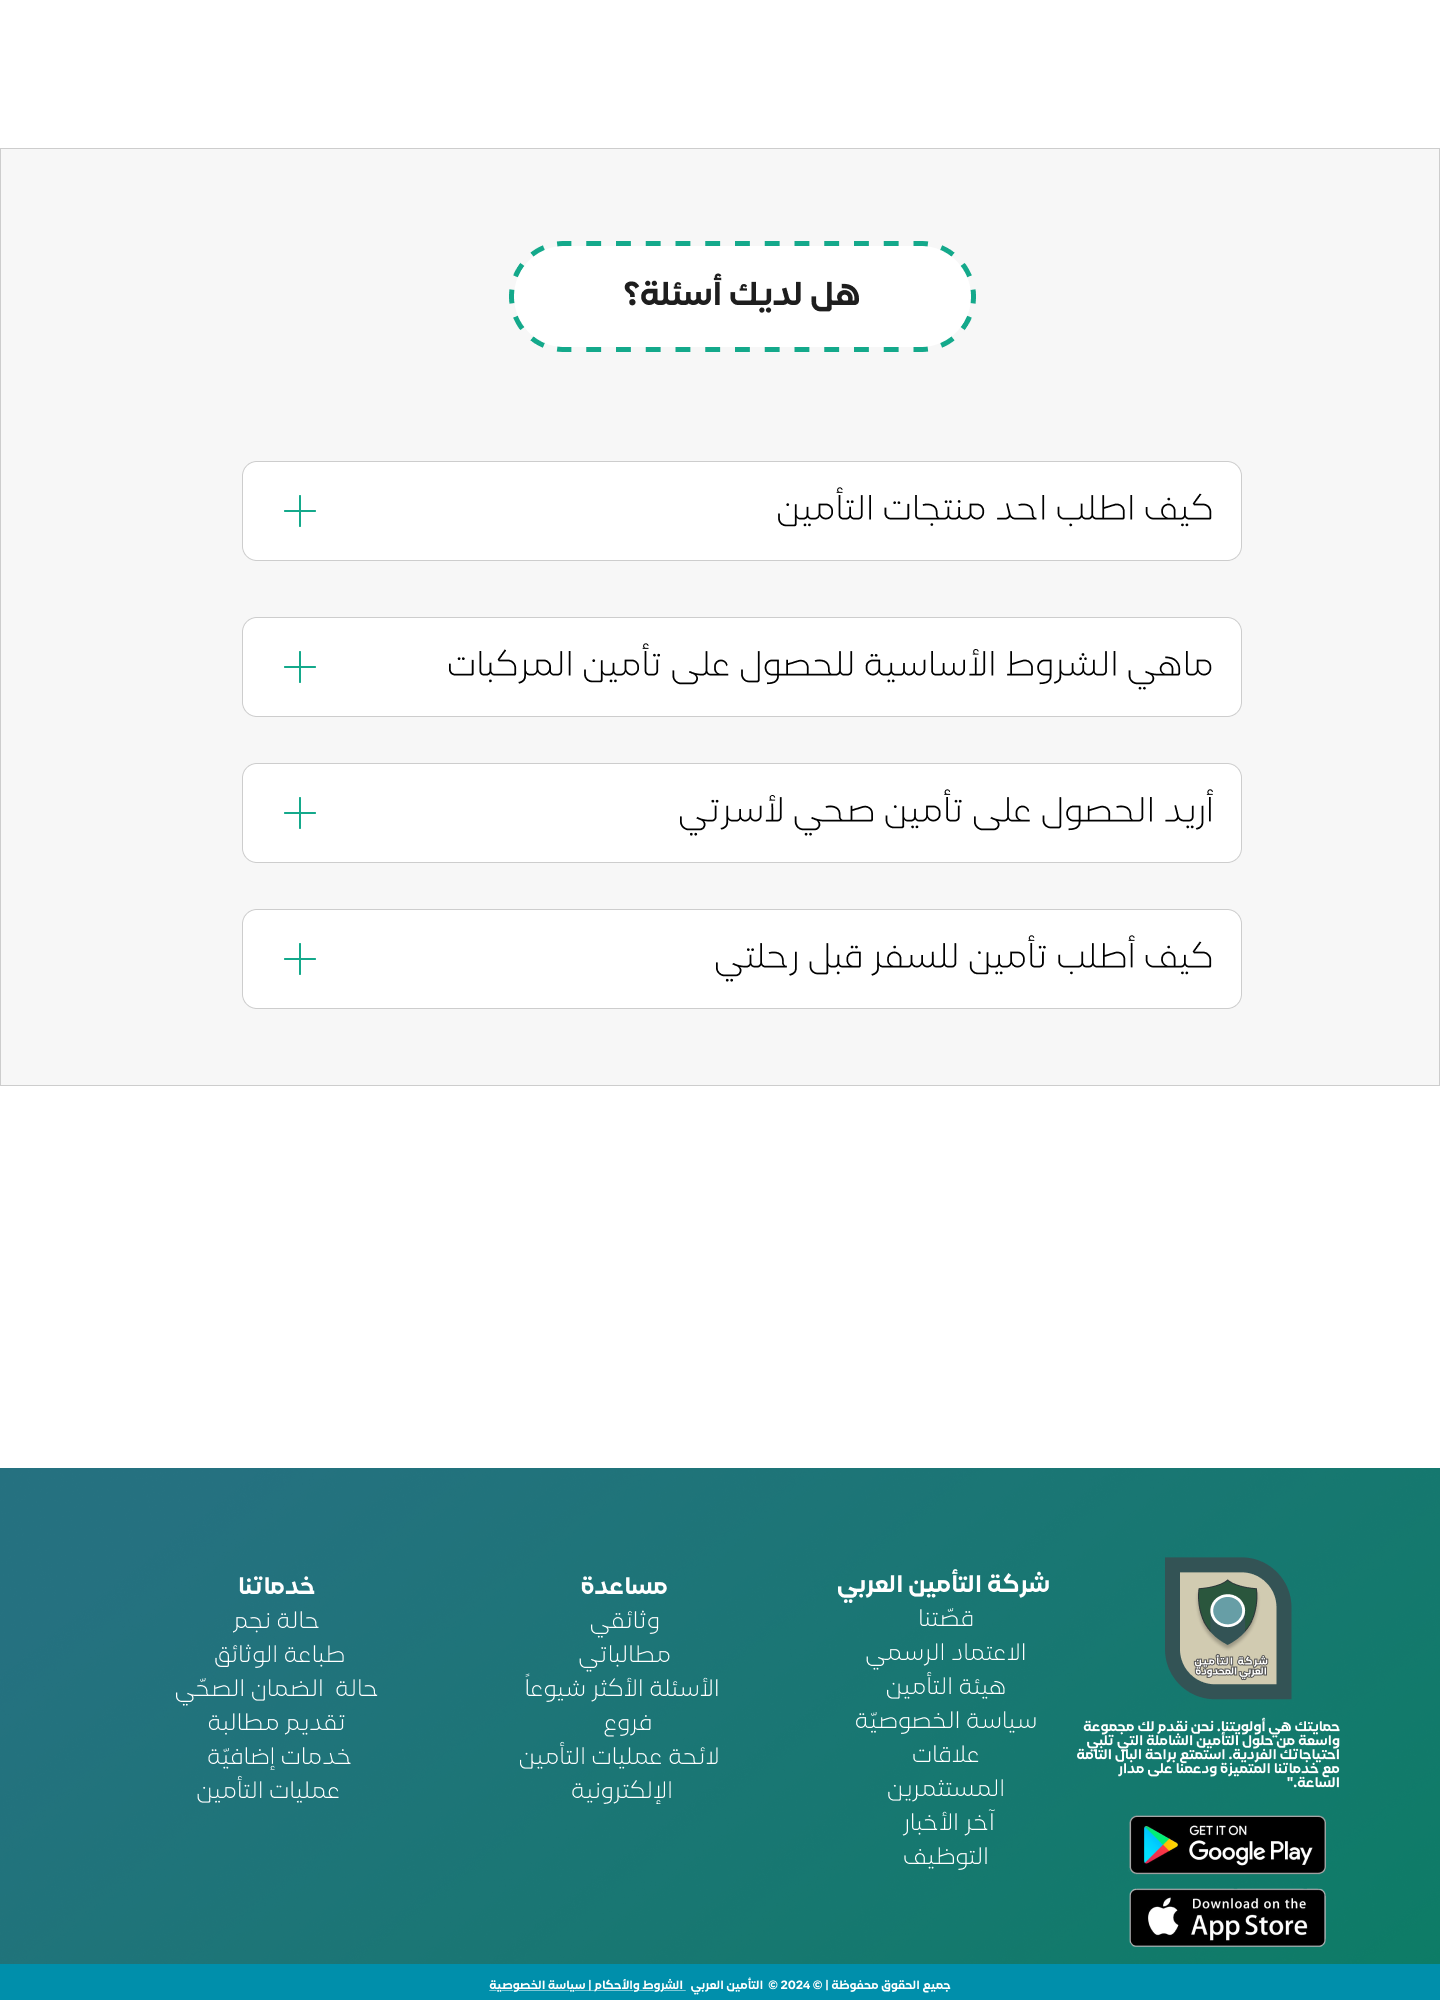 هل لديك أسئلة؟
كيف اطلب احد منتجات التأمين
ماهي الشروط الأساسية للحصول على تأمين المركبات
أريد الحصول على تأمين صحي لأسرتي
كيف أطلب تأمين للسفر قبل رحلتي
شركة التأمين
العربي المحدودة
حمايتك هي أولويتنا. نحن نقدم لك مجموعة
واسعة من حلول التأمين الشاملة التي تلبي
احتياجاتك الفردية. استمتع براحة البال التامة
مع خدماتنا المتميزة ودعمنا على مدار
الساعة."
GET IT ON
Google Play
Download on the
App Store
شركة التأمين العربي
قصّتنا
الاعتماد الرسمي
هيئة التأمين
سياسة الخصوصيّة
علاقات
المستثمرين
آخر الأخبار
التوظيف
مساعدة
وثائقي
مطالباتي
الأسئلة الأكثر شيوعاً
فروع
لائحة عمليات التأمين
الإلكترونية
خدماتنا
حالة نجم
طباعة الوثائق
حالة الضمان الصحّي
تقديم مطالبة
خدمات إضافيّة
عمليات التأمين
جميع الحقوق محفوظة | © 2024 © التأمين العربي الشروط والأحكام | سياسة الخصوصية